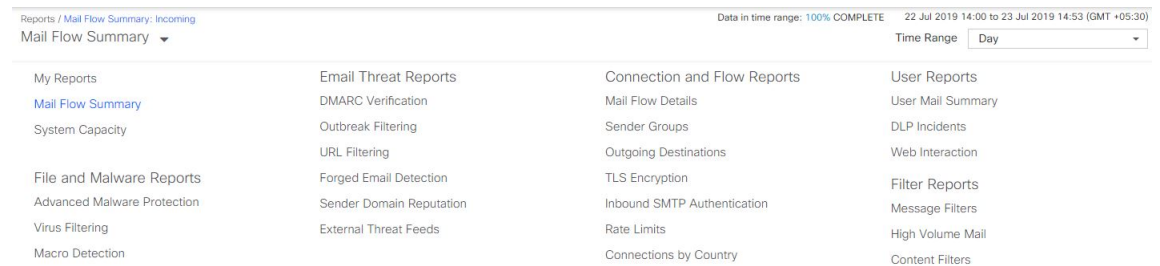 Reports / Mail Flow Summary: Incoming
Data in time range: 100% COMPLETE 22 Jul 2019 14:00 to 23 Jul 2019 14:53 (GMT +05:30)
Mail Flow Summary
Time Range Day
My Reports
Mail Flow Summary
System Capacity
File and Malware Reports
Advanced Malware Protection
Virus Filtering
Macro Detection
Email Threat Reports
DMARC Verification
Outbreak Filtering
URL Filtering
Forged Email Detection
Sender Domain Reputation
External Threat Feeds
Connection and Flow Reports
Mail Flow Details
Sender Groups
Outgoing Destinations
TLS Encryption
Inbound SMTP Authentication
Rate Limits
Connections by Country
User Reports
User Mail Summary
DLP Incidents
Web Interaction
Filter Reports
Message Filters
High Volume Mail
Content Filters